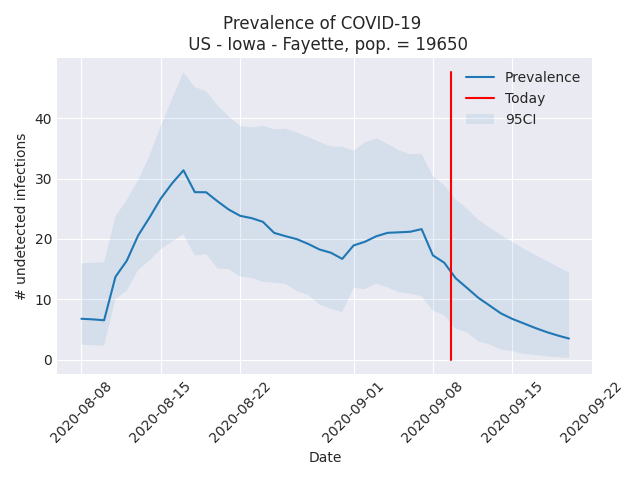 Prevalence of COVID-19
US - Iowa - Fayette, pop. = 19650
Prevalence
Today
95CI
# undetected infections
40
30
20
10
0
2020-08-08
2020-08-15
2020-08-22
2020-09-01
2020-09-08
2020-09-15
2020-09-22
Date